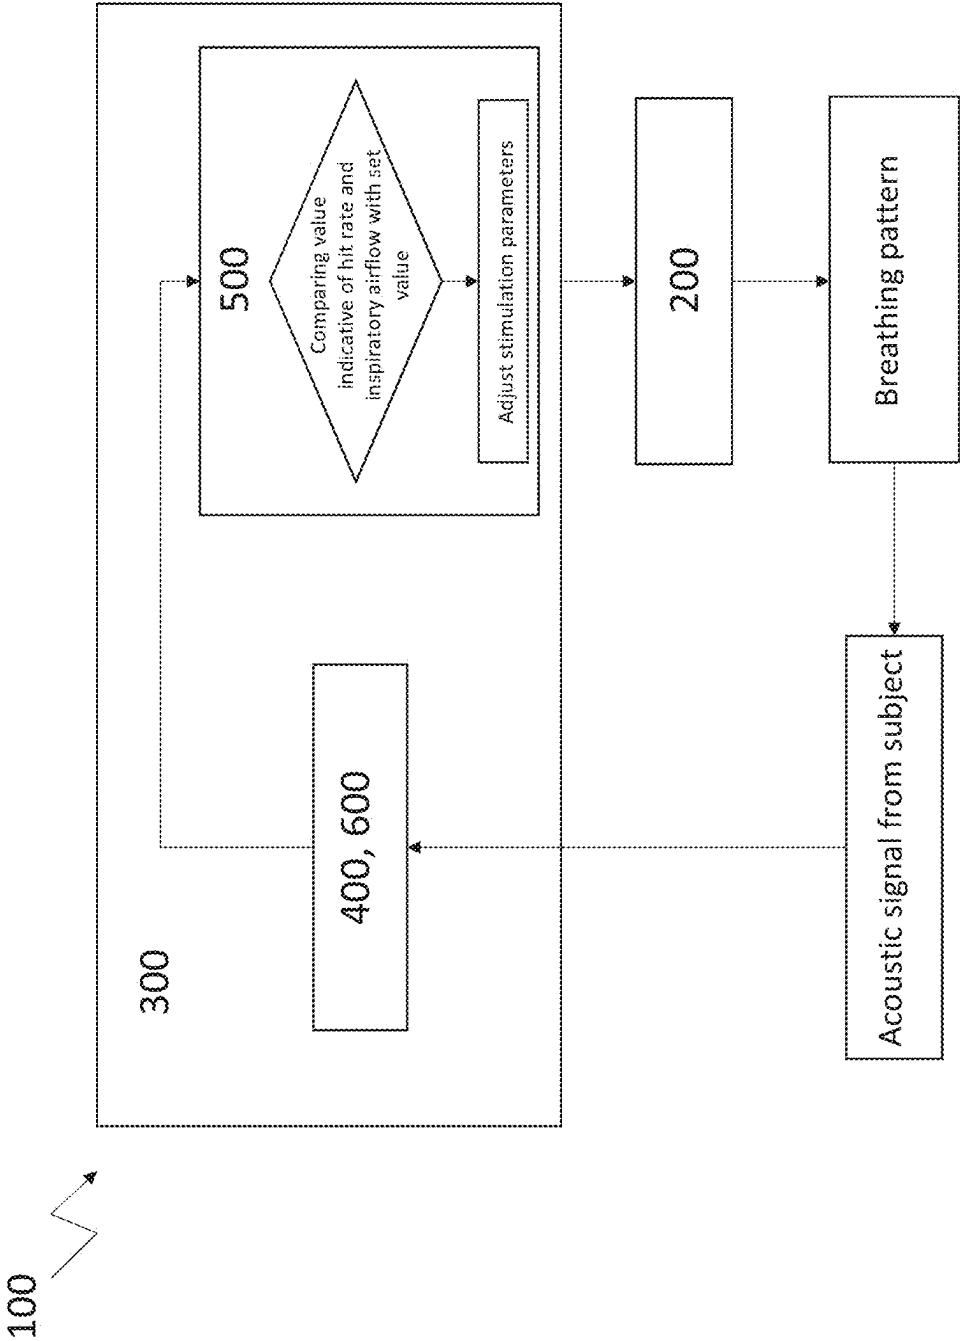 100
300
400, 600
500
Comparing value
indicative of hit rate and
inspiratory airflow with set
value
Adjust stimulation parameters
200
Breathing pattern
Acoustic signal from subject